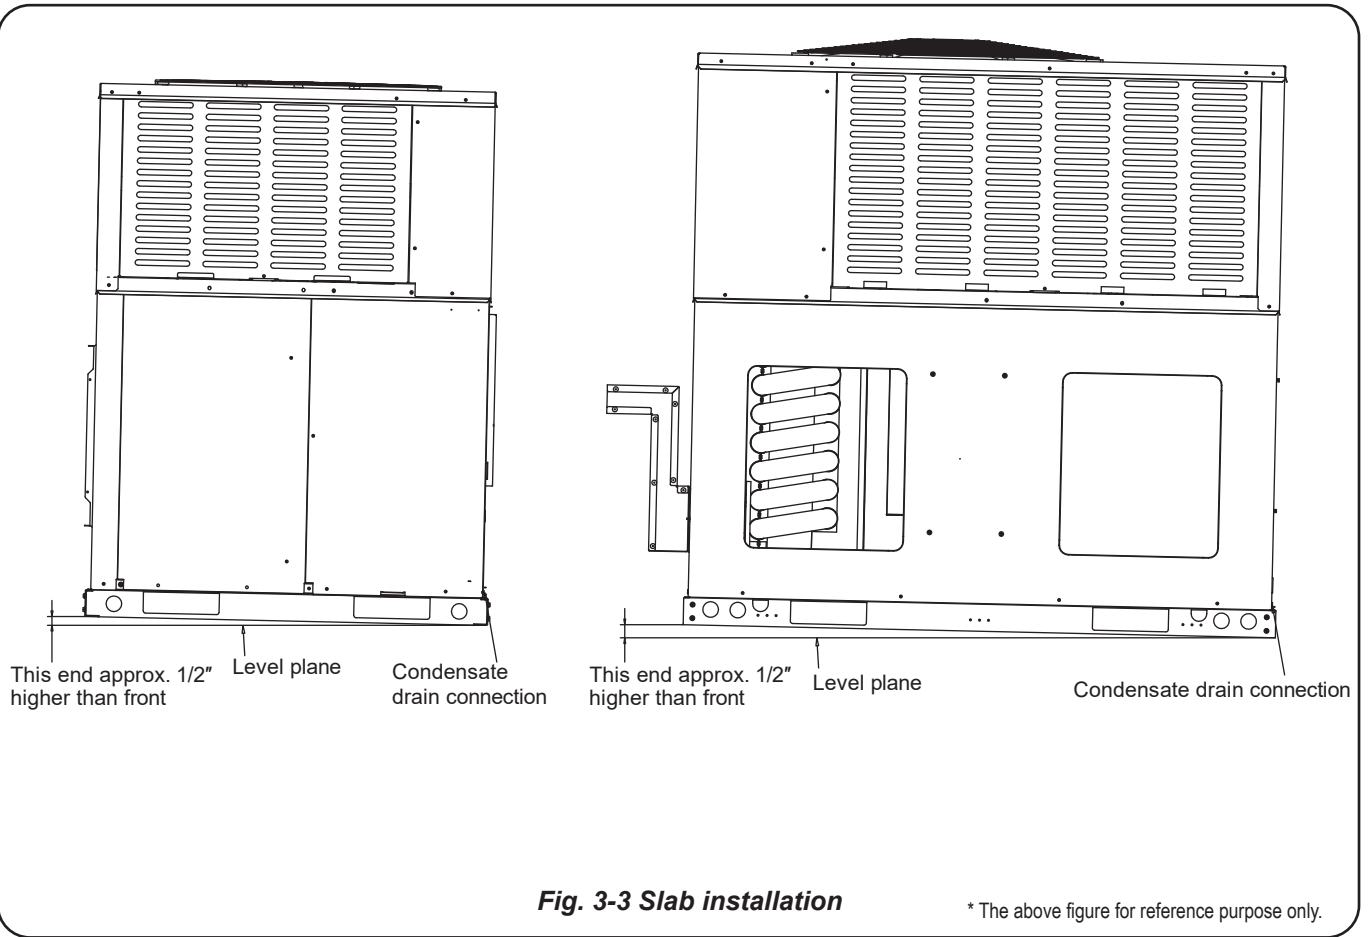 This end approx. 1/2″
higher than front
Level plane
Condensate
drain connection
This end approx. 1/2″
higher than front
Level plane
Condensate drain connection
Fig. 3-3 Slab installation
* The above figure for reference purpose only.